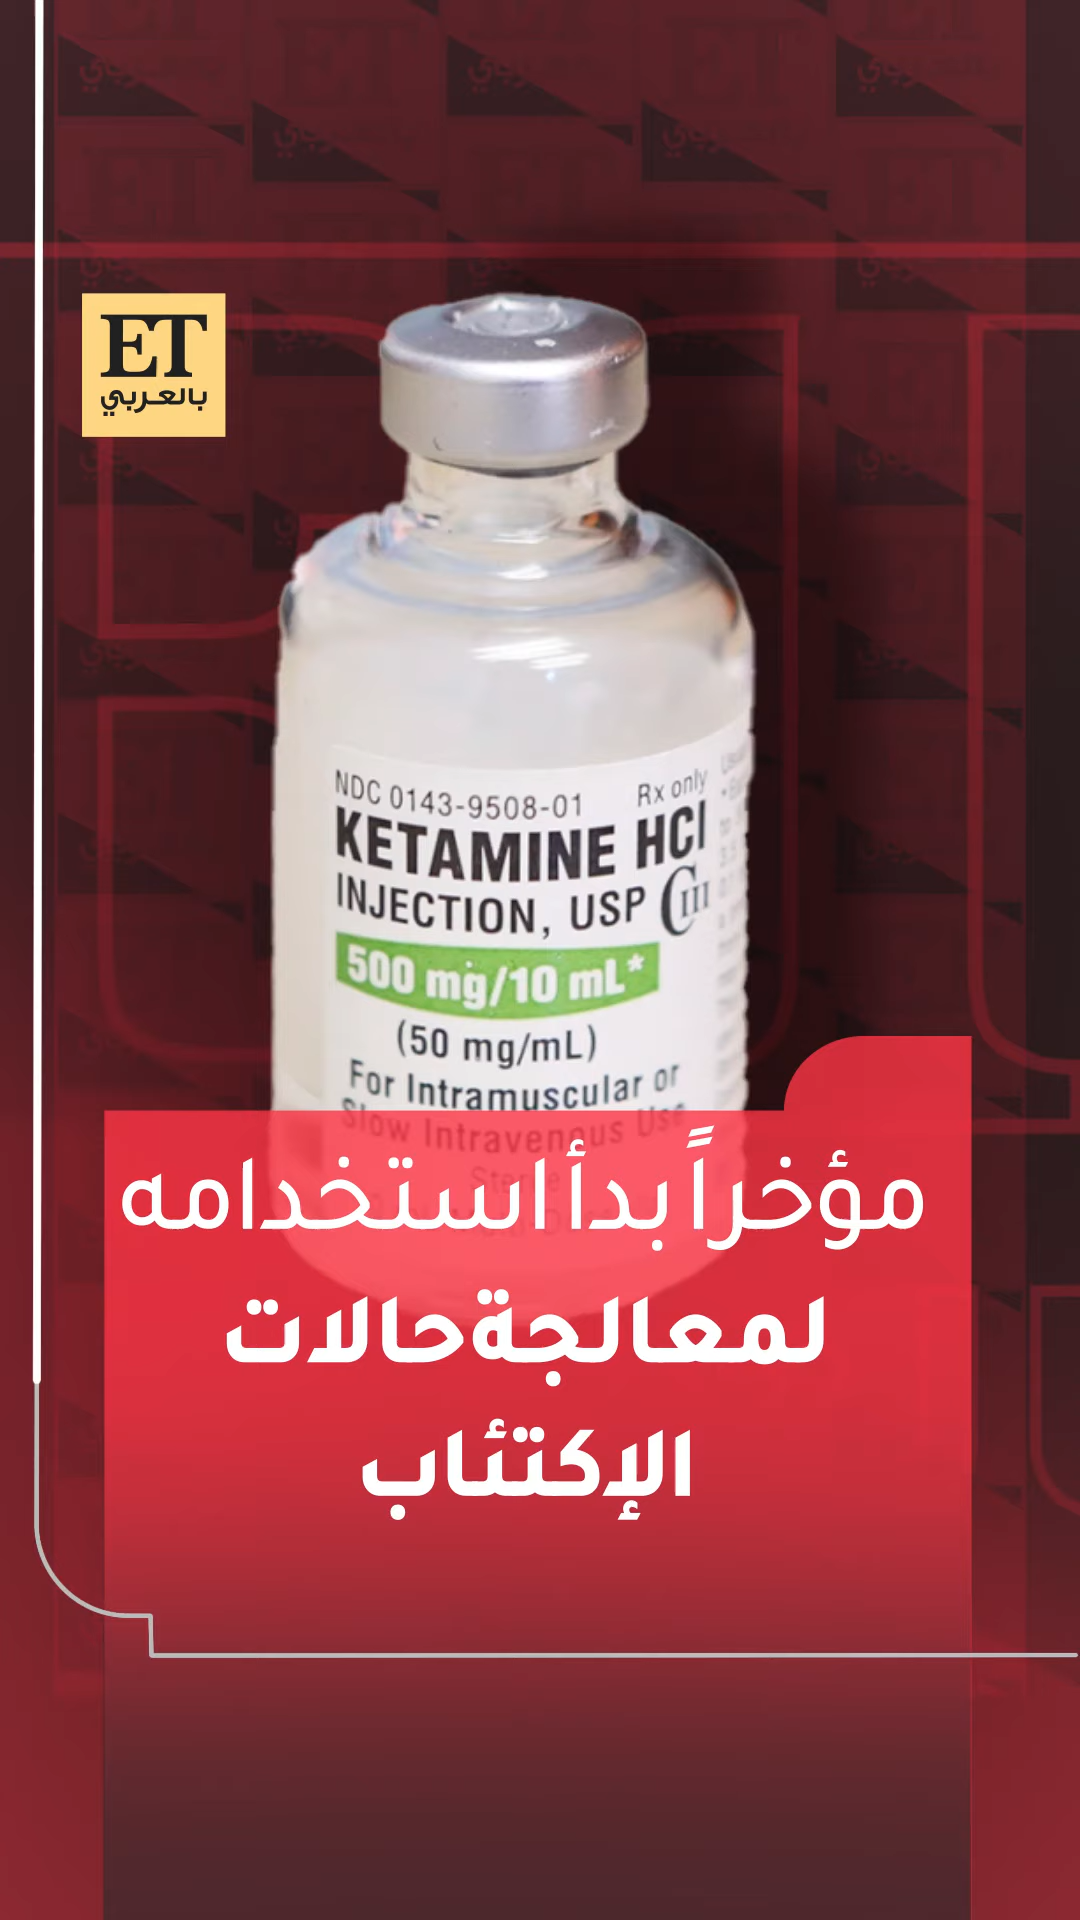 ET
بالعربي
NDC 0143-9508-01 Rx only
KETAMINE HCl
INJECTION, USP CIII
500 mg/10 mL*
(50 mg/mL)
For Intramuscular or
Slow Intravenous Use
مؤخراً بدأ استخدامه
لمعالجة حالات
الإكتئاب